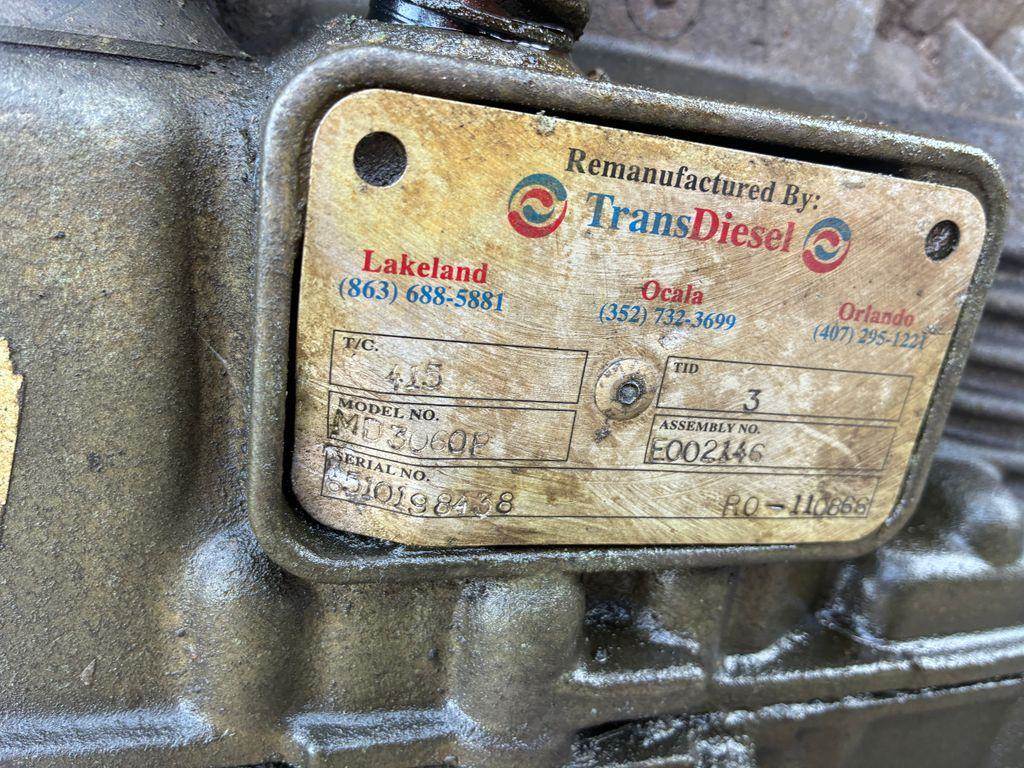 Remanufactured By:
TransDiesel
Lakeland
(863) 688-5881
Ocala
(352) 732-3699
Orlando
(407) 295-1221
T/C.
415
TID
3
MODEL NO.
MD3060P
ASSEMBLY NO.
E002146
SERIAL NO.
6510198438
RO-110868